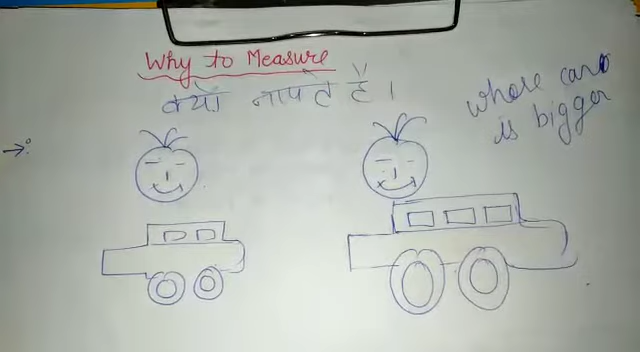 Why to Measure
क्यों नापते हैं।
whose car
is bigger